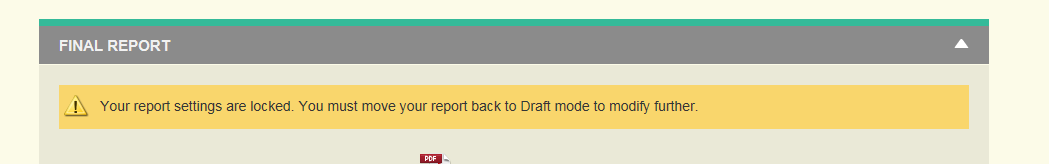 FINAL REPORT
Your report settings are locked. You must move your report back to Draft mode to modify further.
PDF